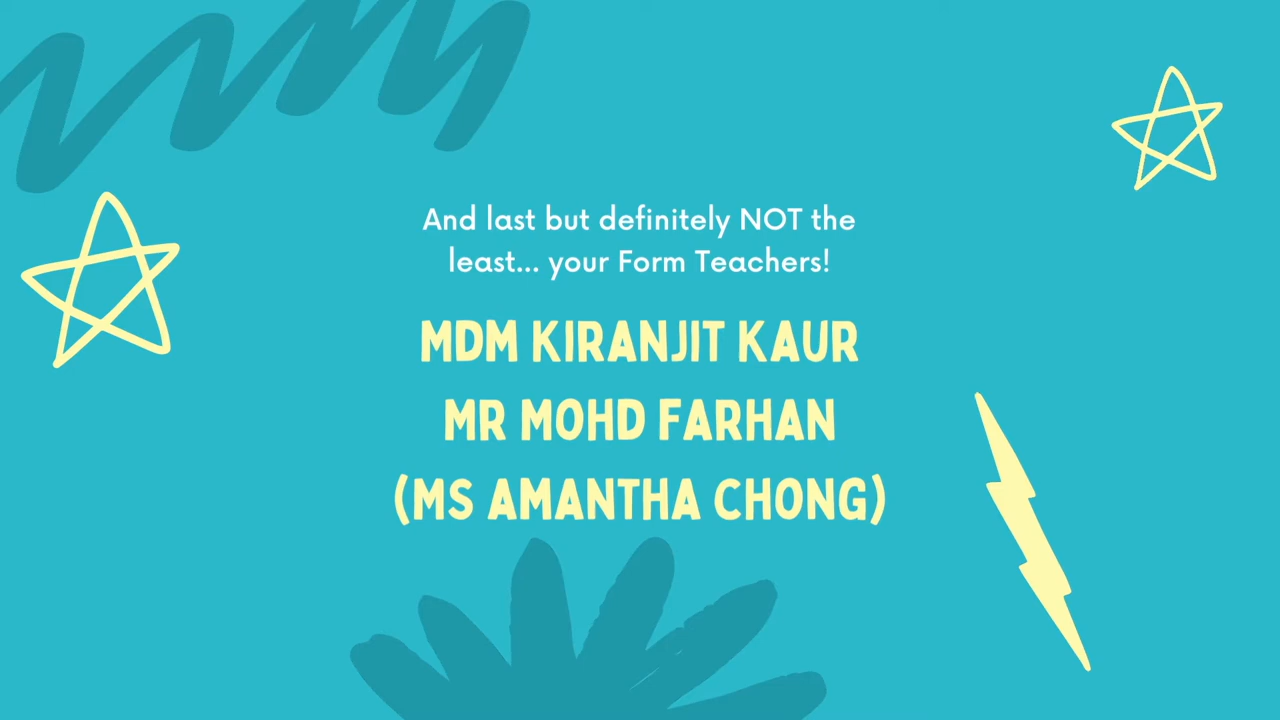 And last but definitely NOT the
least... your Form Teachers!
MDM KIRANJIT KAUR
MR MOHD FARHAN
(MS AMANTHA CHONG)